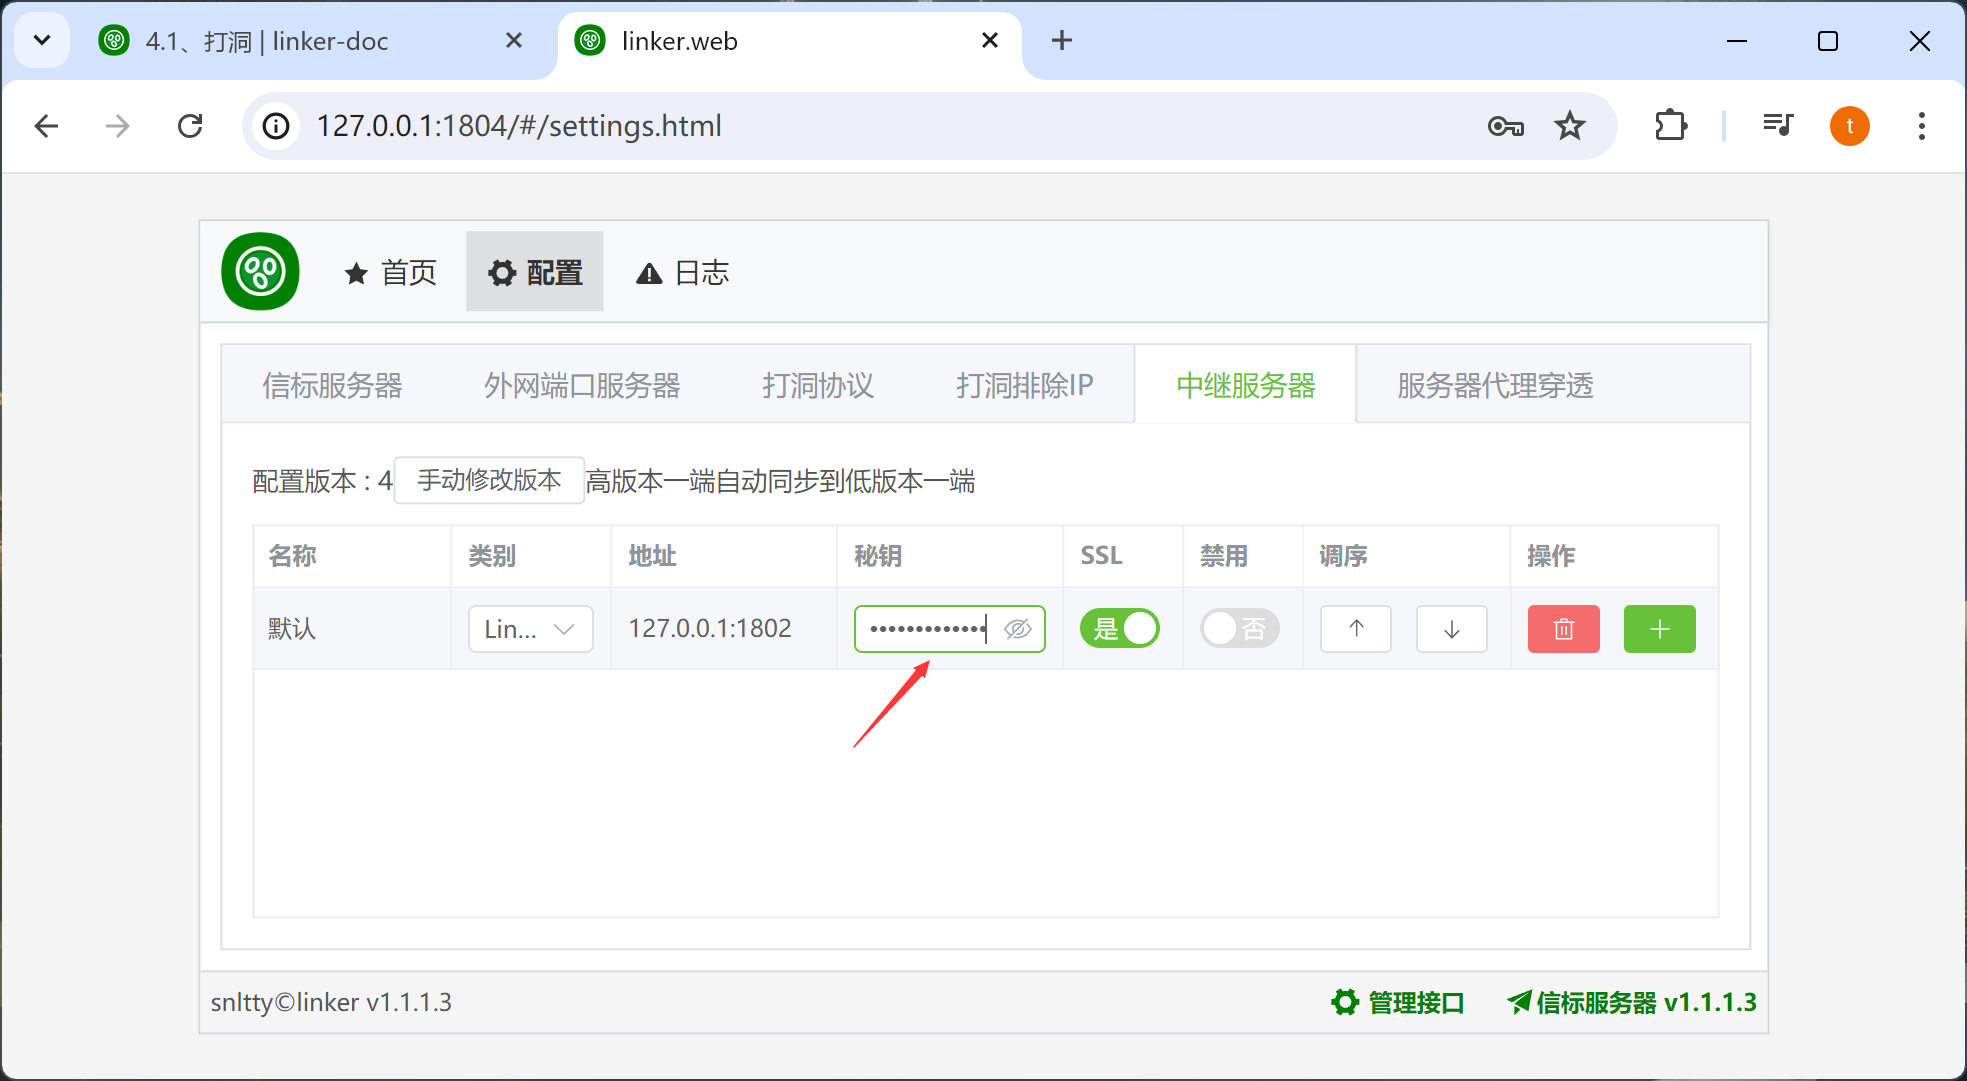 4.1、打洞 | linker-doc
linker.web
127.0.0.1:1804/#/settings.html
t
首页 配置 日志
信标服务器 外网端口服务器 打洞协议 打洞排除IP 中继服务器 服务器代理穿透
配置版本 : 4 手动修改版本 高版本一端自动同步到低版本一端
名称 类别 地址 秘钥 SSL 禁用 调序 操作
默认 Lin... 127.0.0.1:1802 ••••••••••••• 是 否
snltty©linker v1.1.1.3 管理接口 信标服务器 v1.1.1.3